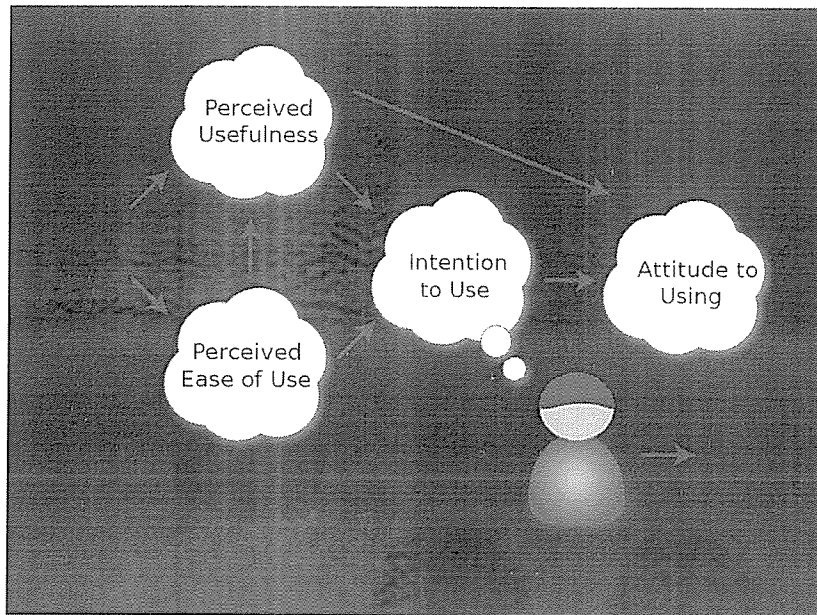 Perceived
Usefulness
Intention
to Use
Attitude to
Using
Perceived
Ease of Use